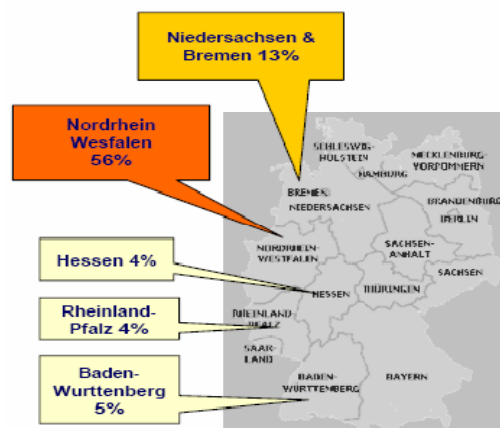 Niedersachsen &
Bremen 13%
Nordrhein
Wesfalen
56%
Hessen 4%
Rheinland-
Pfalz 4%
Baden-
Wurttenberg
5%
SCHLESWIG-
HOLSTEIN
MECKLENBURG-
VORPOMMERN
HAMBURG
BREMEN
NIEDERSACHSEN
BRANDENBURG
BERLIN
NORDRHEIN-
WESTFALEN
SACHSEN-
ANHALT
SACHSEN
HESSEN
THÜRINGEN
RHEINLAND
PFALZ
SAAR-
LAND
BADEN-
WÜRTTEMBERG
BAYERN